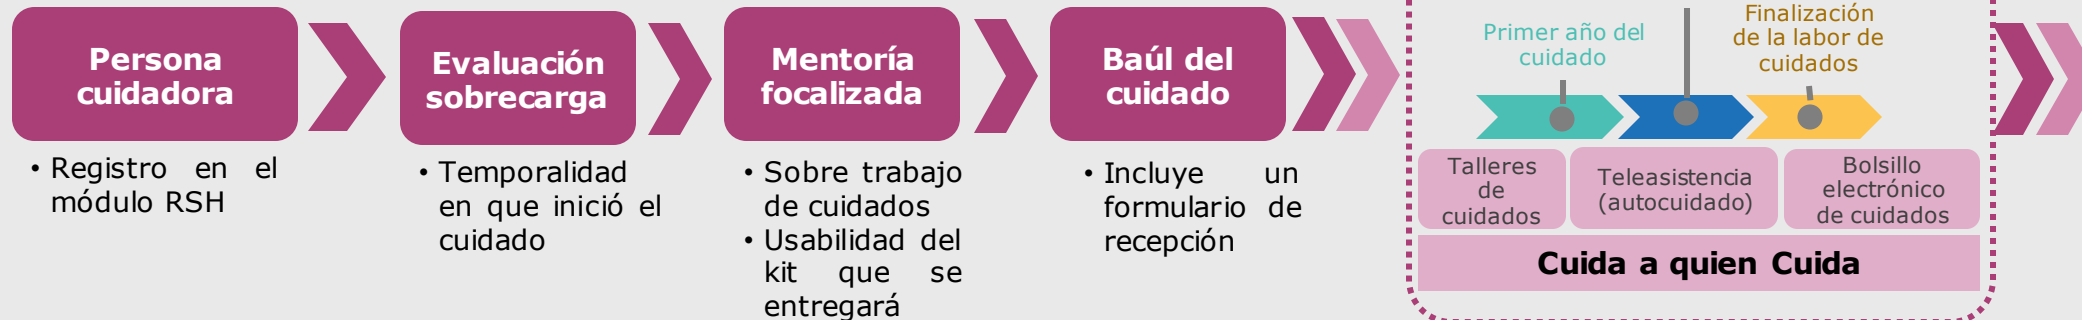 Persona
cuidadora
• Registro en el
módulo RSH
Evaluación
sobrecarga
• Temporalidad
en que inició el
cuidado
Mentoría
focalizada
• Sobre trabajo
de cuidados
• Usabilidad del
kit que se
entregará
Baúl del
cuidado
• Incluye un
formulario de
recepción
Primer año del
cuidado
Finalización
de la labor de
cuidados
Talleres
de
cuidados
Teleasistencia
(autocuidado)
Bolsillo
electrónico
de cuidados
Cuida a quien Cuida